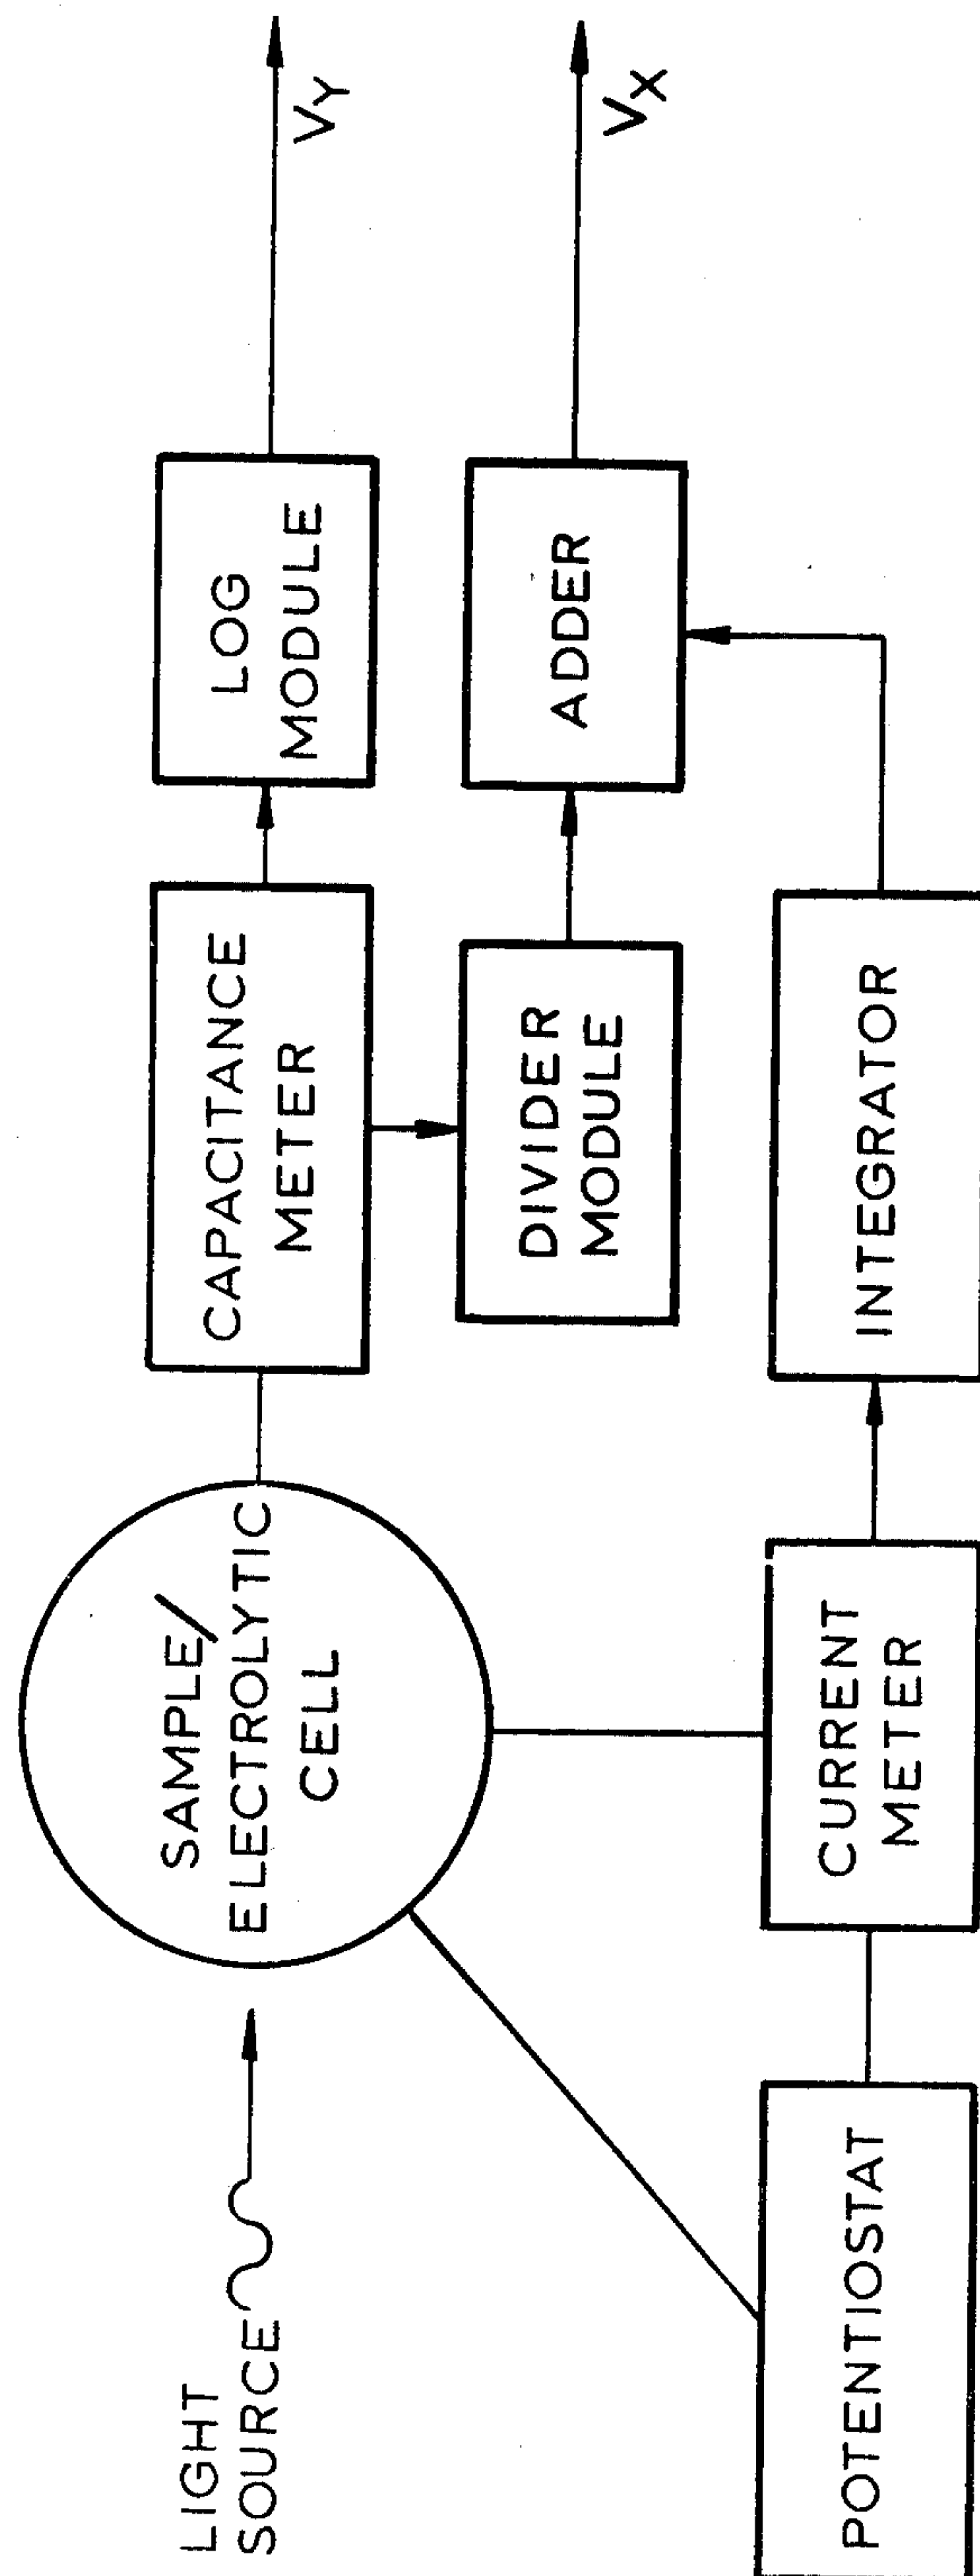 LIGHT
SOURCE
SAMPLE/
ELECTROLYTIC
CELL
CAPACITANCE
METER
LOG
MODULE
VY
DIVIDER
MODULE
ADDER
VX
POTENTIOSTAT
CURRENT
METER
INTEGRATOR